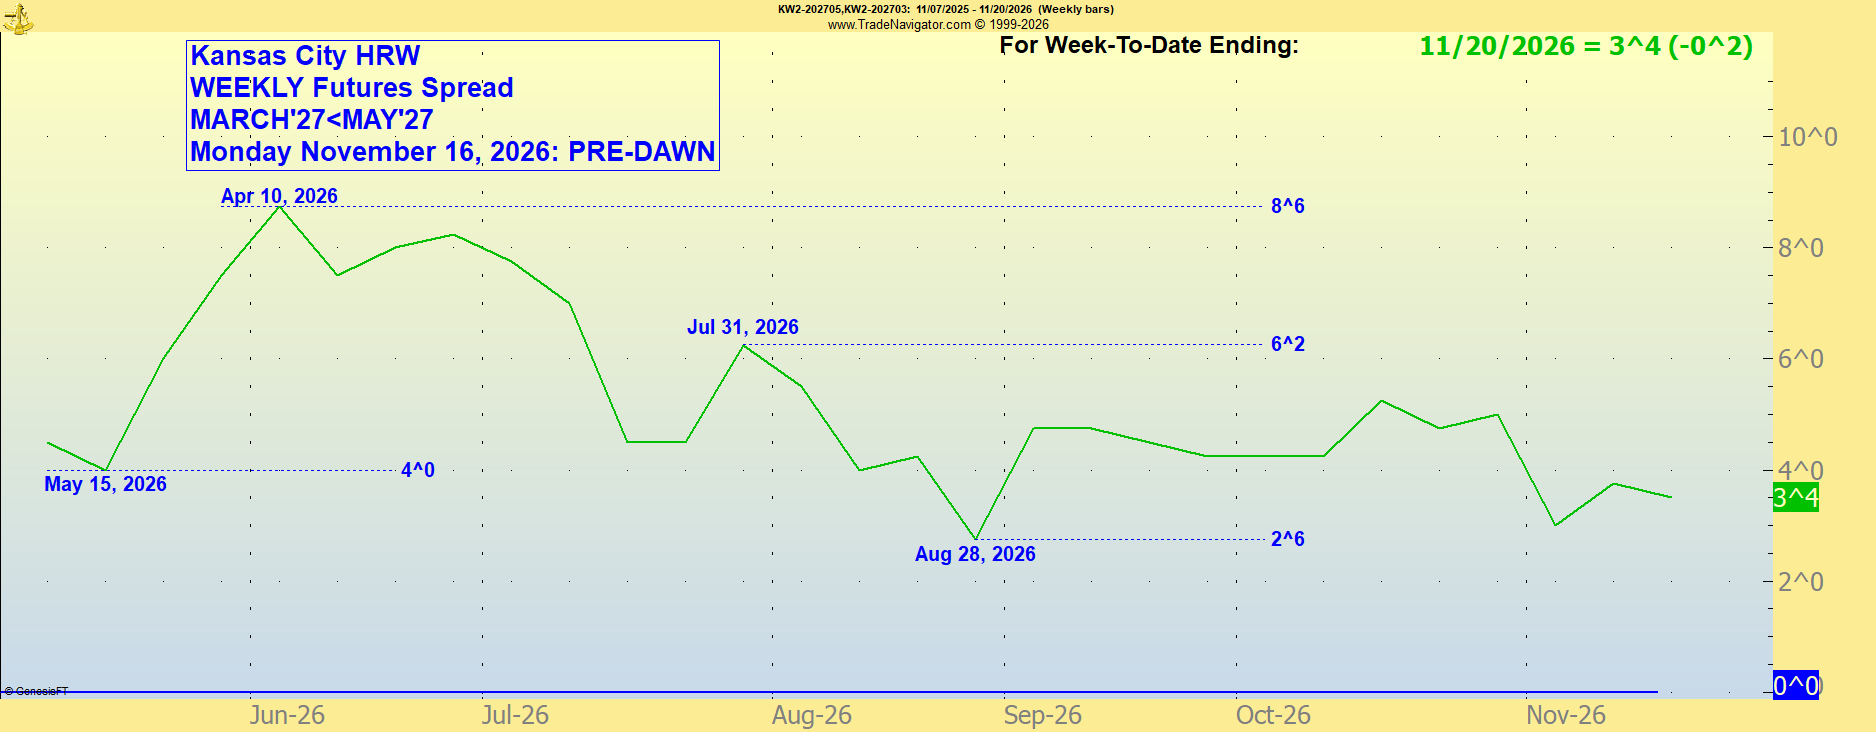 KW2-202705,KW2-202703: 11/07/2025 - 11/20/2026 (Weekly bars)
www.TradeNavigator.com © 1999-2026
Kansas City HRW
WEEKLY Futures Spread
MARCH'27<MAY'27
Monday November 16, 2026: PRE-DAWN
For Week-To-Date Ending:
11/20/2026 = 3^4 (-0^2)
10^0
Apr 10, 2026
8^6
8^0
Jul 31, 2026
6^2
6^0
4^0
4^0
May 15, 2026
3^4
2^6
Aug 28, 2026
2^0
0^0
© GenesisFT
Jun-26
Jul-26
Aug-26
Sep-26
Oct-26
Nov-26